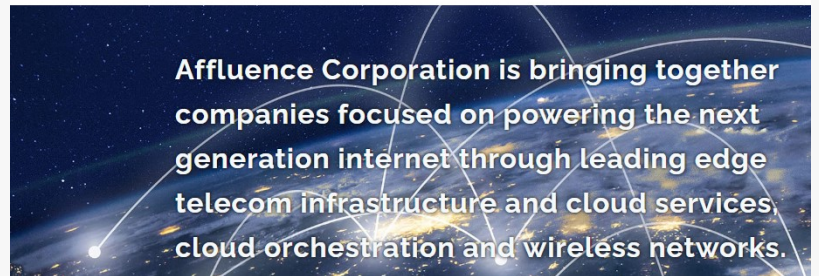 Affluence Corporation is bringing together
companies focused on powering the next
generation internet through leading edge
telecom infrastructure and cloud services,
cloud orchestration and wireless networks.